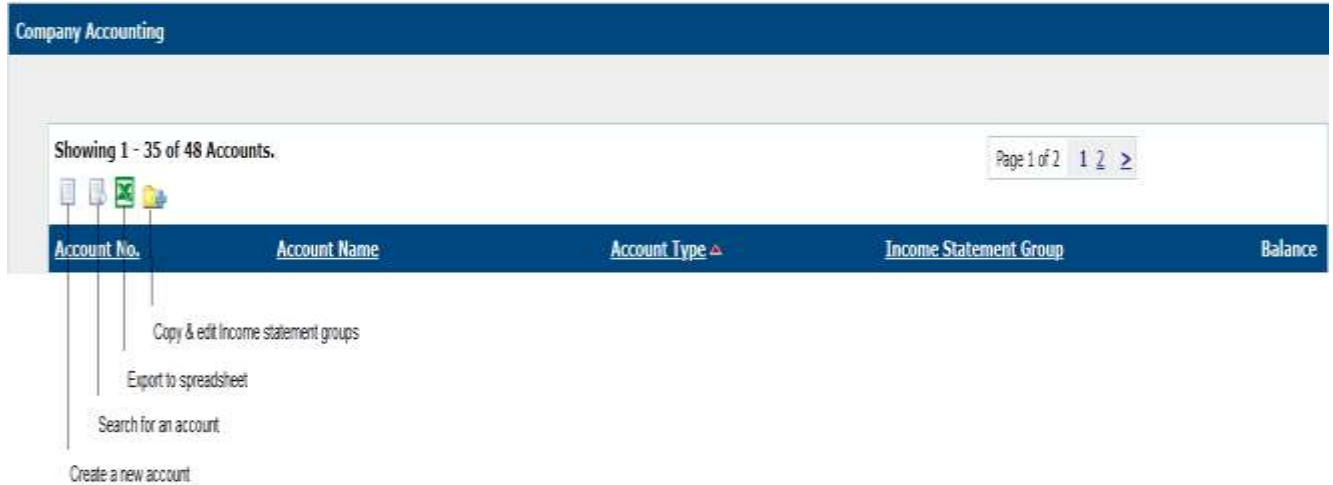 Company Accounting
Showing 1 - 35 of 48 Accounts.
Page 1 of 2 1 2 >
Account No. Account Name Account Type Income Statement Group Balance
Copy & edit Income statement groups
Export to spreadsheet
Search for an account
Create a new account